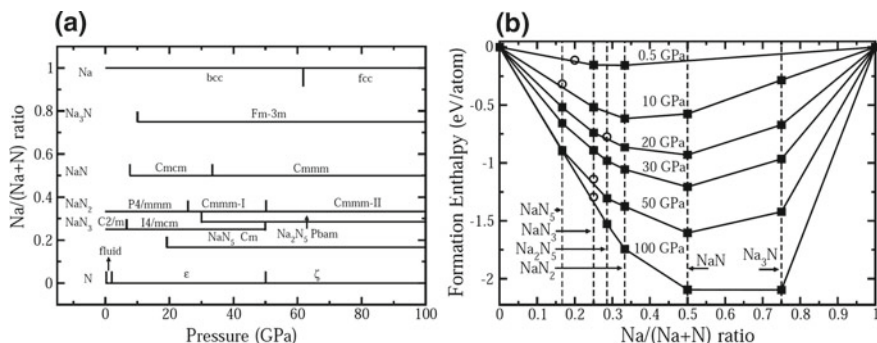 (a)
Na/(Na+N) ratio
1
0.8
0.6
0.4
0.2
0
Na
Na₃N
NaN
NaN₂
NaN₃
N
bcc
fcc
Fm-3m
Cmcm
Cmmm
P4/mmm
Cmmm-I
Cmmm-II
C2/m
I4/mcm
NaN₅ Cm
Na₂N₅ Pbam
fluid
ε
ζ
0 20 40 60 80 100
Pressure (GPa)
(b)
Formation Enthalpy (eV/atom)
0
-0.5
-1
-1.5
-2
0.5 GPa
10 GPa
20 GPa
30 GPa
50 GPa
100 GPa
NaN₅
NaN₃
Na₂N₅
NaN₂
NaN
Na₃N
0 0.1 0.2 0.3 0.4 0.5 0.6 0.7 0.8 0.9 1
Na/(Na+N) ratio